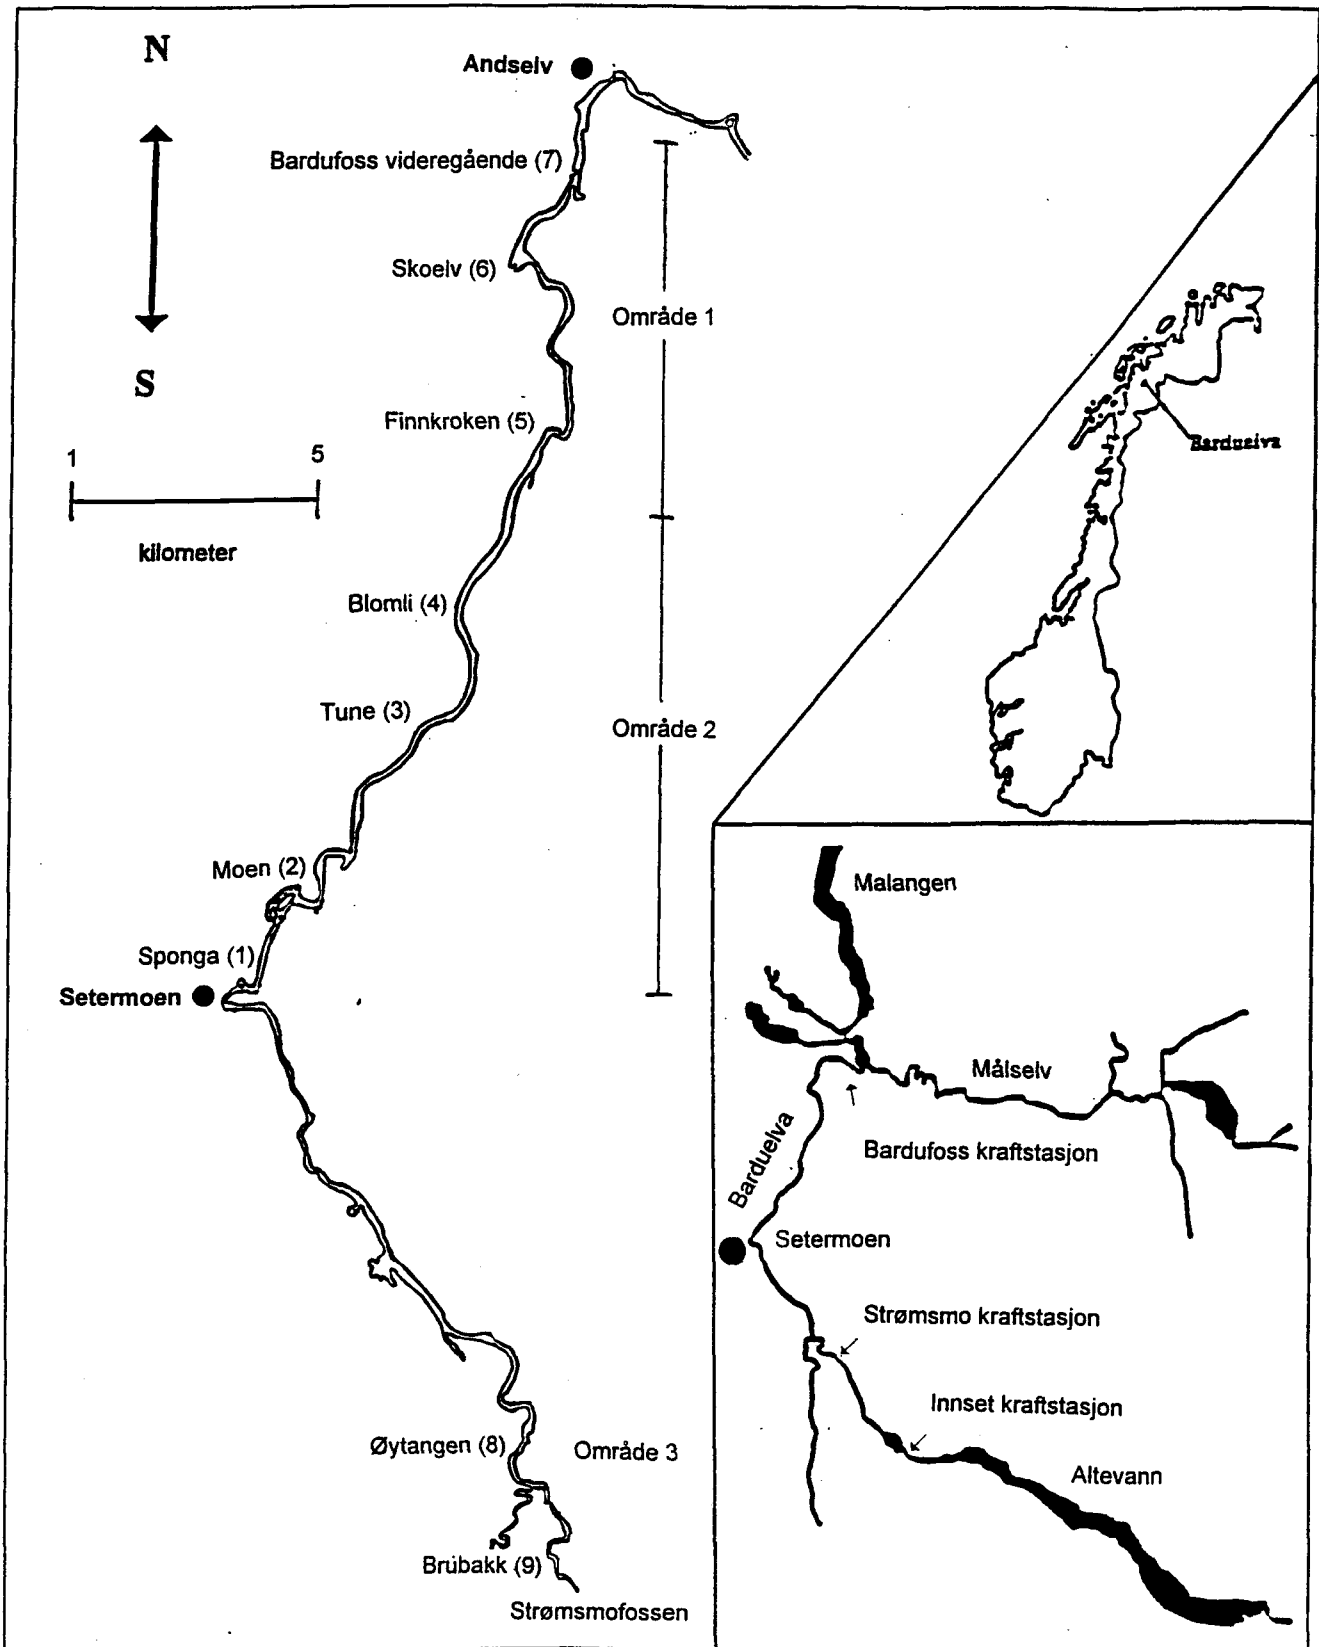 N
Andselv
Bardufoss videregående (7)
Skoelv (6)
Område 1
S
Finnkroken (5)
1 5
kilometer
Blomli (4)
Tune (3)
Område 2
Moen (2)
Sponga (1)
Setermoen
Øytangen (8)
Område 3
Brubakk (9)
Strømsmofossen
Barduelva
Malangen
Målselv
Barduelva
Bardufoss kraftstasjon
Setermoen
Strømsmo kraftstasjon
Innset kraftstasjon
Altevann